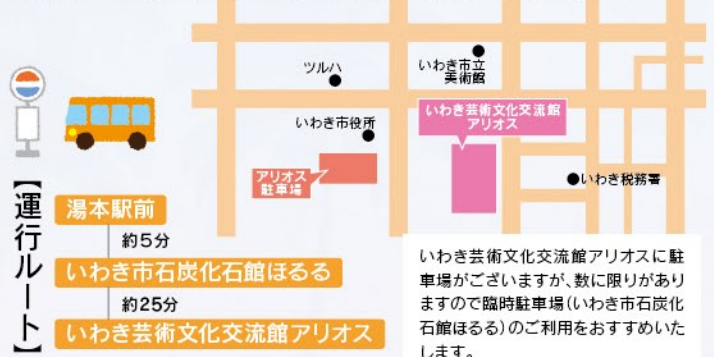 ツルハ
いわき市立
美術館
いわき市役所
いわき芸術文化交流館
アリオス
アリオス
駐車場
いわき税務署
【運行ルート】
湯本駅前
約5分
いわき市石炭化石館ほるる
約25分
いわき芸術文化交流館アリオス
いわき芸術文化交流館アリオスに駐
車場がございますが、数に限りがあり
ますので臨時駐車場(いわき市石炭化
石館ほるる)のご利用をおすすめいた
します。